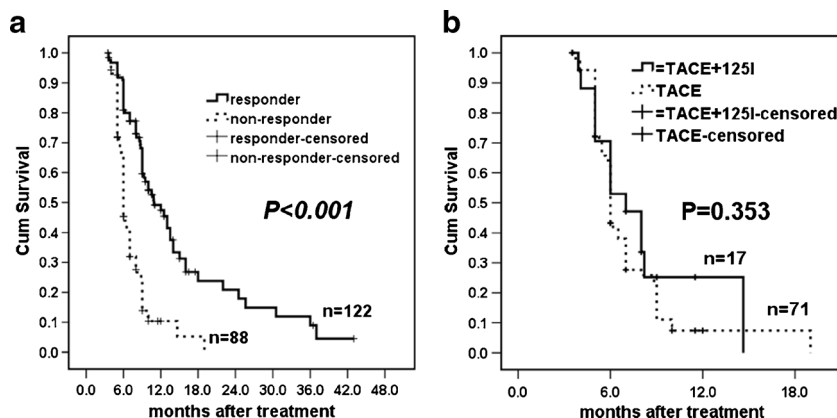 a
Cum Survival
1.0
0.9
0.8
0.7
0.6
0.5
0.4
0.3
0.2
0.1
0.0
responder
non-responder
responder-censored
non-responder-censored
P<0.001
n=122
n=88
0.0 6.0 12.0 18.0 24.0 30.0 36.0 42.0 48.0
months after treatment
b
Cum Survival
1.0
0.9
0.8
0.7
0.6
0.5
0.4
0.3
0.2
0.1
0.0
=TACE+125I
TACE
=TACE+125I-censored
TACE-censored
P=0.353
n=17
n=71
0.0 6.0 12.0 18.0
months after treatment